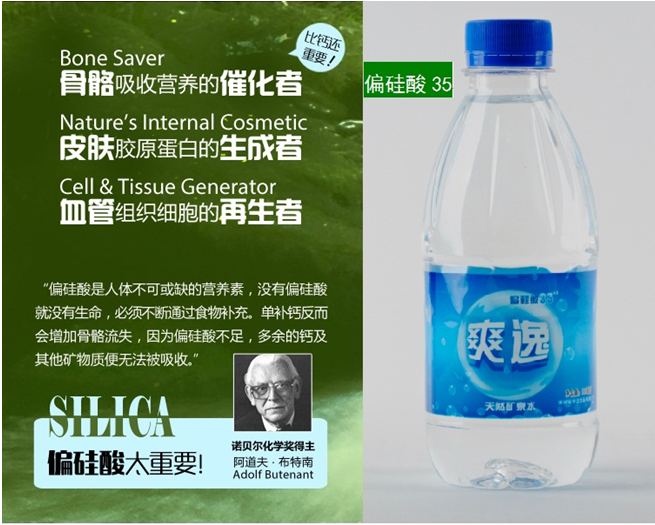 比钙还
重要！
Bone Saver
骨骼吸收营养的催化者
Nature's Internal Cosmetic
皮肤胶原蛋白的生成者
Cell & Tissue Generator
血管组织细胞的再生者
“偏硅酸是人体不可或缺的营养素，没有偏硅酸
就没有生命，必须不断通过食物补充。单补钙反而
会增加骨骼流失，因为偏硅酸不足，多余的钙及
其他矿物质便无法被吸收。”
SILICA
偏硅酸太重要!
诺贝尔化学奖得主
阿道夫·布特南
Adolf Butenant
偏硅酸 35
偏硅酸35
爽逸
天然矿泉水